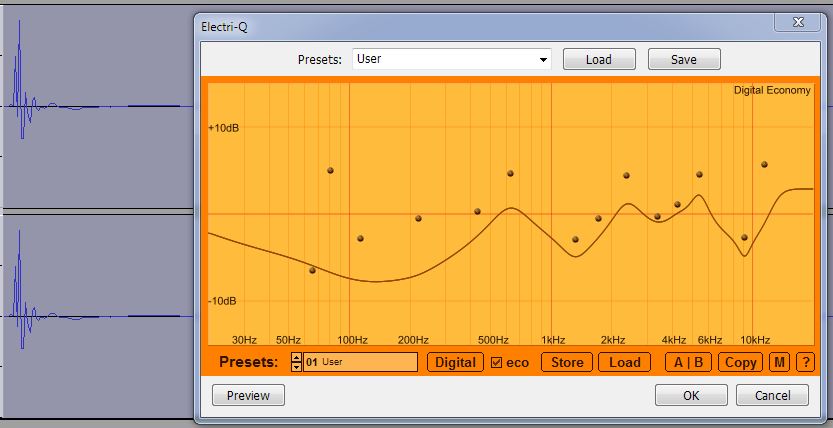 Electri-Q
Presets: User Load Save
Digital Economy
+10dB
-10dB
30Hz 50Hz 100Hz 200Hz 500Hz 1kHz 2kHz 4kHz 6kHz 10kHz
Presets: 01 User Digital eco Store Load A | B Copy M ?
Preview OK Cancel